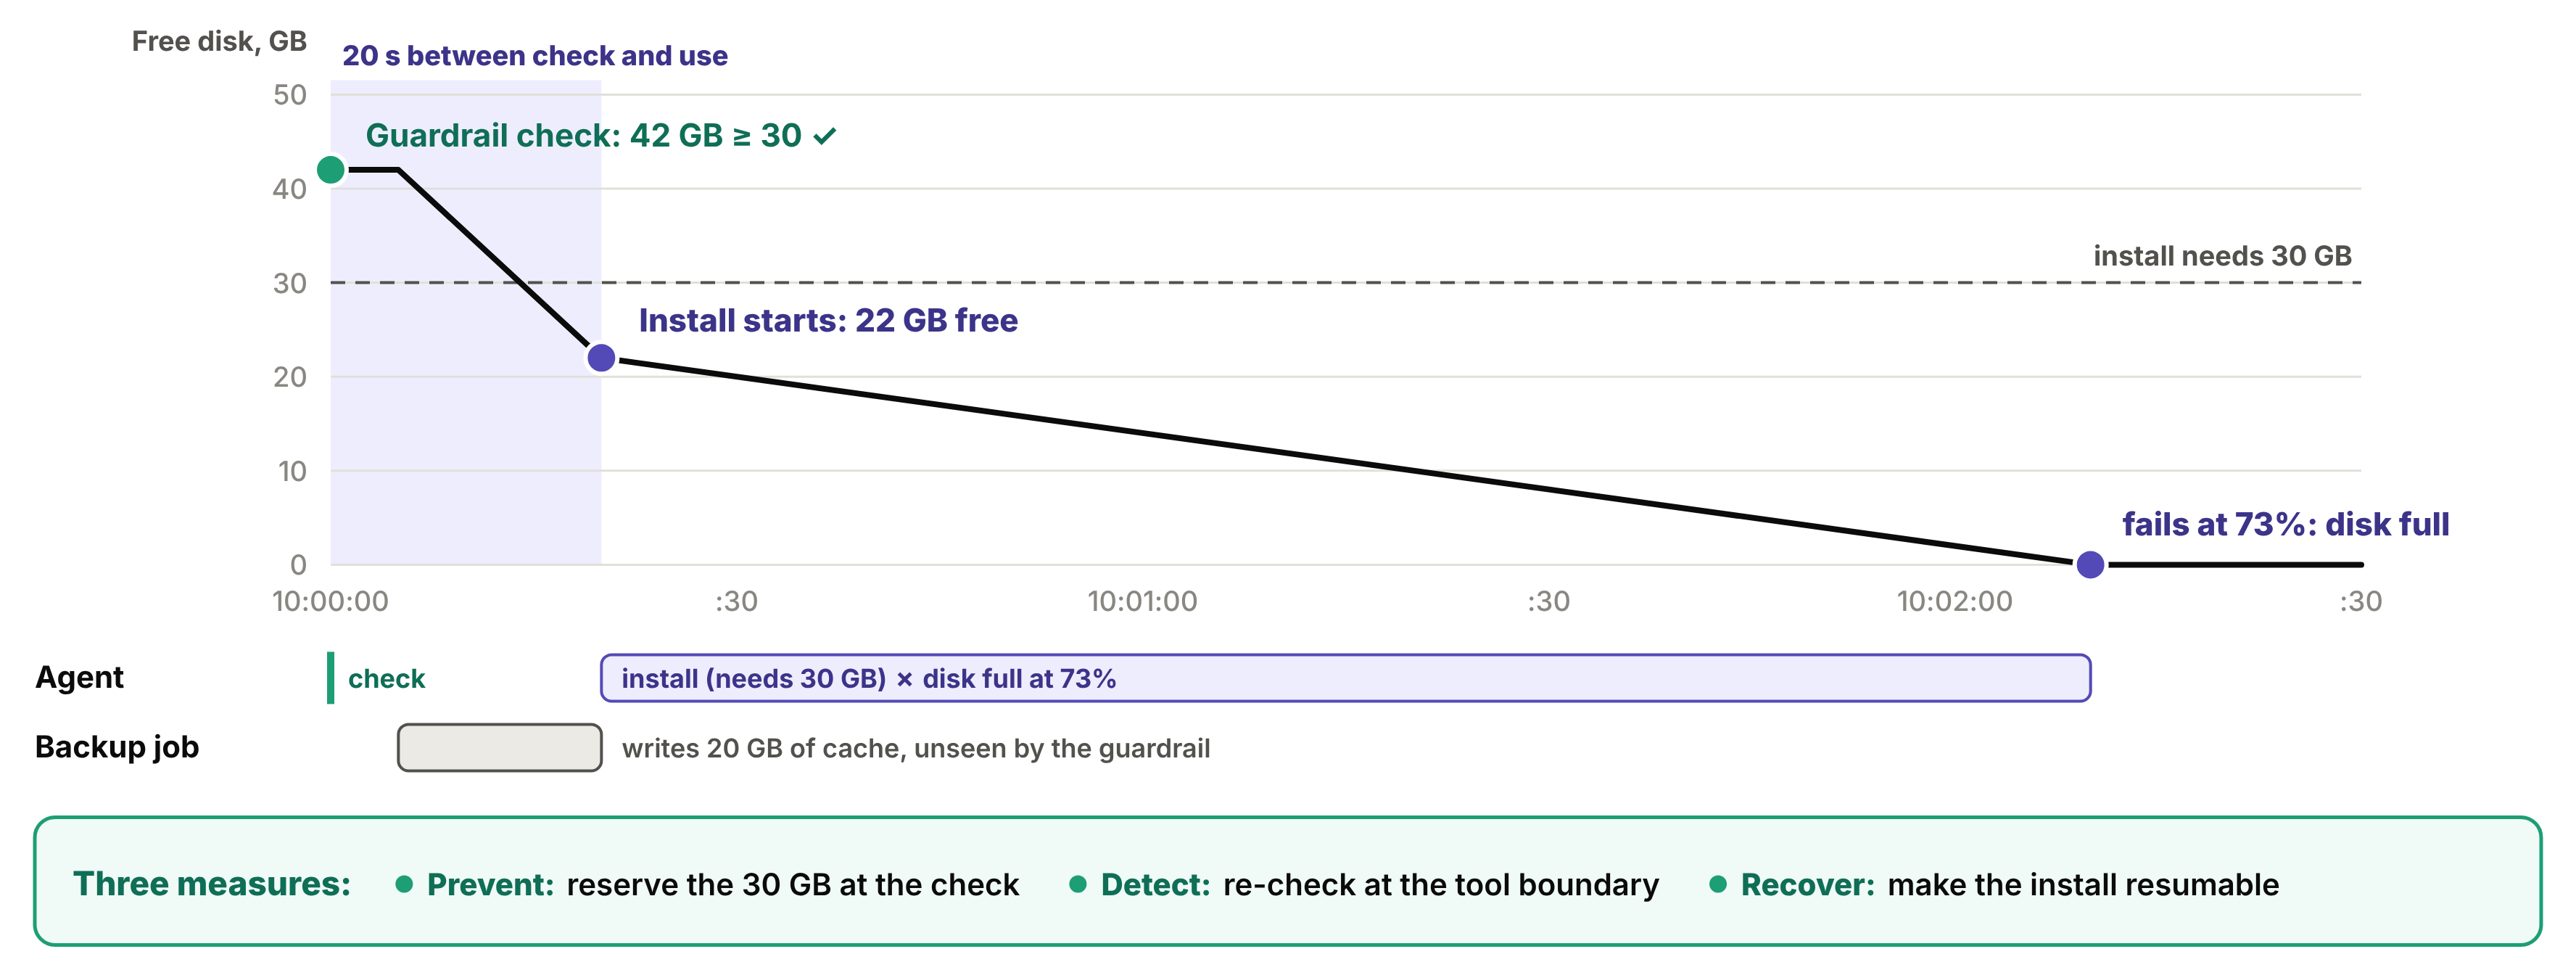 Free disk, GB
20 s between check and use
50
Guardrail check: 42 GB ≥ 30 ✓
40
install needs 30 GB
30
Install starts: 22 GB free
20
10
fails at 73%: disk full
0
10:00:00 :30 10:01:00 :30 10:02:00 :30
Agent check install (needs 30 GB) × disk full at 73%
Backup job writes 20 GB of cache, unseen by the guardrail
Three measures: ● Prevent: reserve the 30 GB at the check ● Detect: re-check at the tool boundary ● Recover: make the install resumable